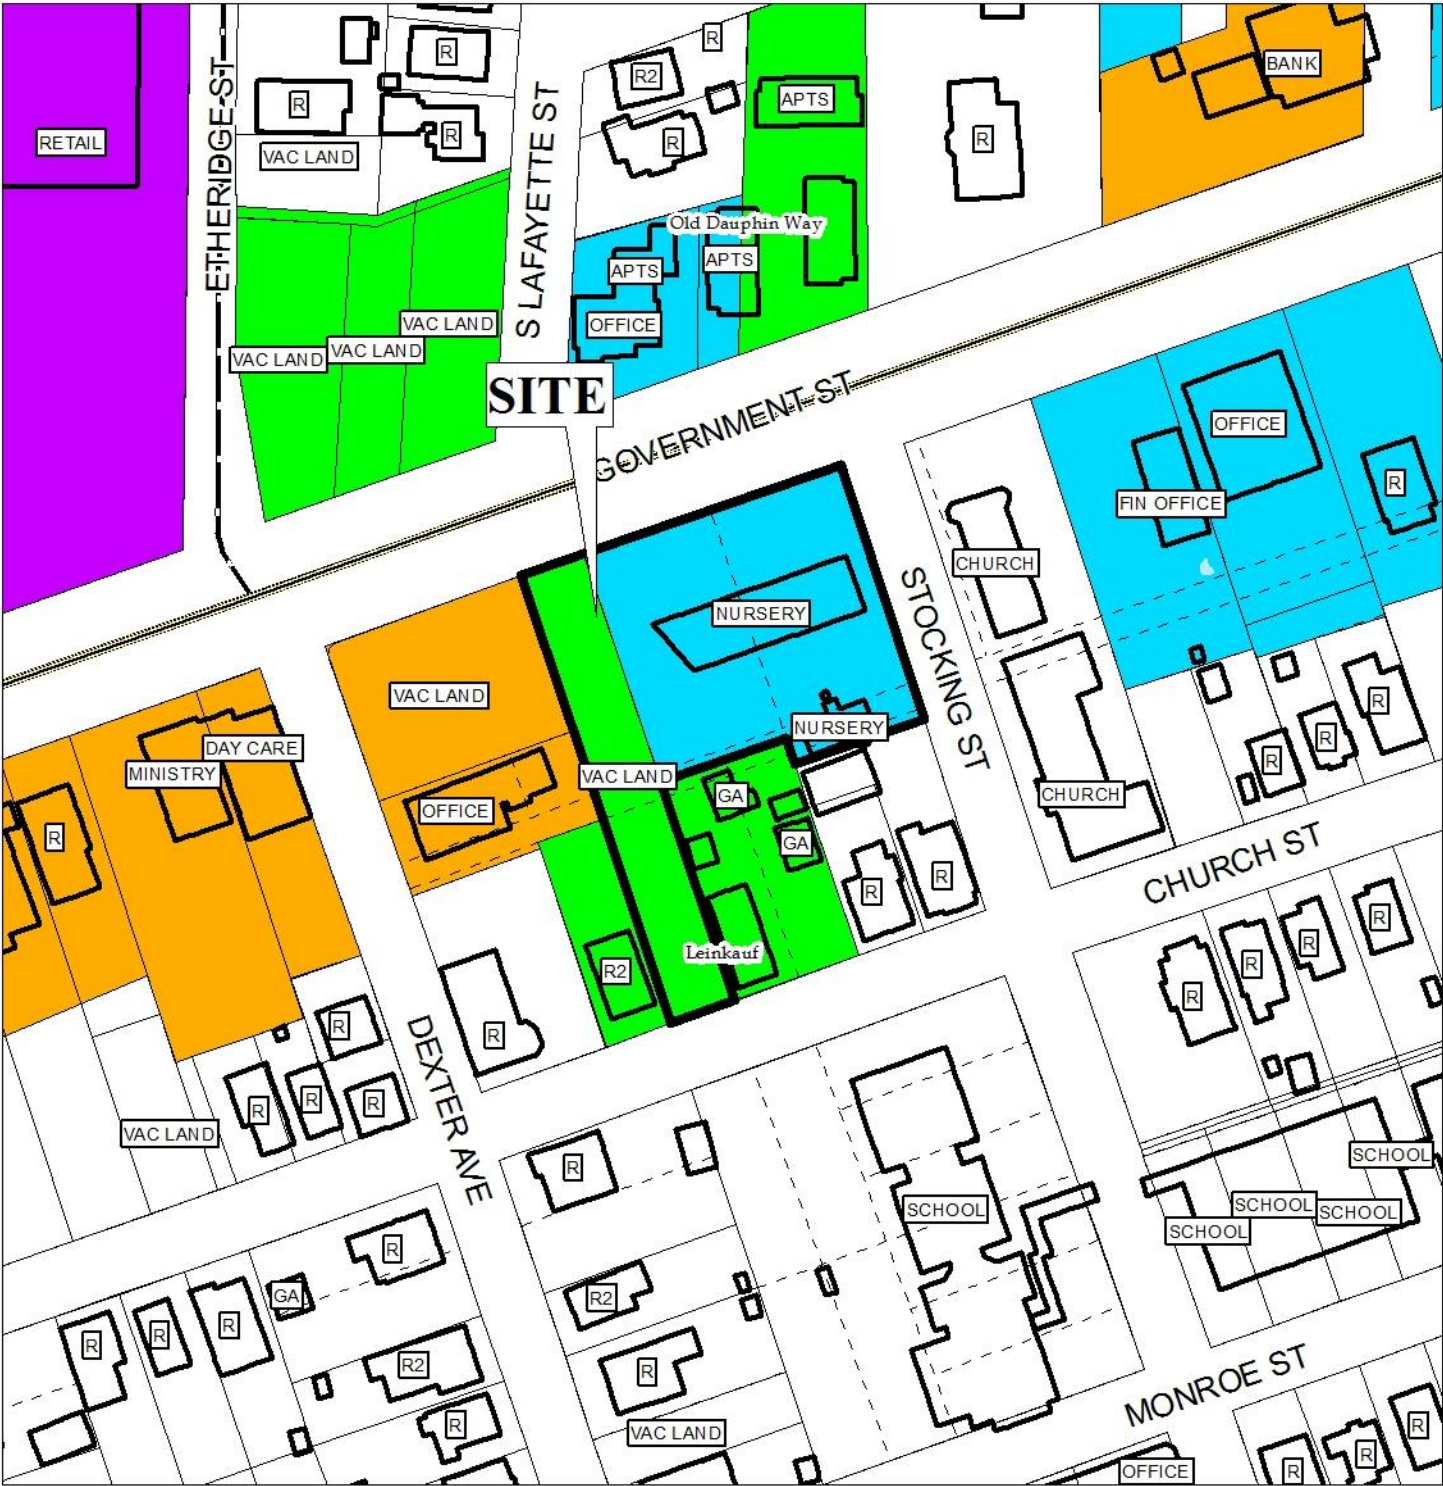 R
R
R2
APTS
BANK
RETAIL
ETHERIDGE ST
R
VAC LAND
R
S LAFAYETTE ST
R
R
Old Dauphin Way
APTS
APTS
OFFICE
VAC LAND
VAC LAND
VAC LAND
SITE
GOVERNMENT ST
OFFICE
FIN OFFICE
R
CHURCH
STOCKING ST
NURSERY
NURSERY
VAC LAND
DAY CARE
MINISTRY
R
OFFICE
VAC LAND
GA
GA
CHURCH
R
R
R
CHURCH ST
R
R
R2
Leinkauf
R
R
R
R
R
R
DEXTER AVE
R
R
R
R
VAC LAND
R
SCHOOL
SCHOOL
SCHOOL
SCHOOL
SCHOOL
R
GA
R2
R
R
R
R2
R
R
VAC LAND
MONROE ST
R
R
R
OFFICE